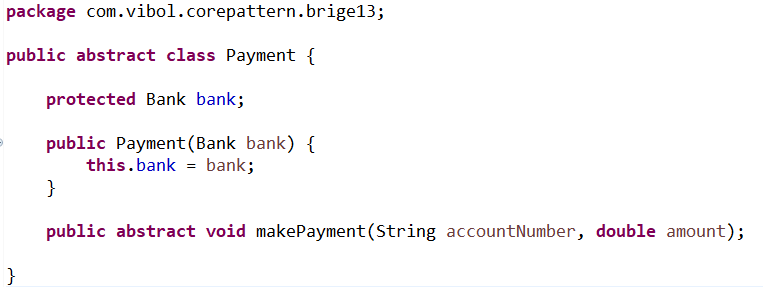 package com.vibol.corepattern.brige13;
public abstract class Payment {
protected Bank bank;
public Payment(Bank bank) {
this.bank = bank;
}
public abstract void makePayment(String accountNumber, double amount);
}